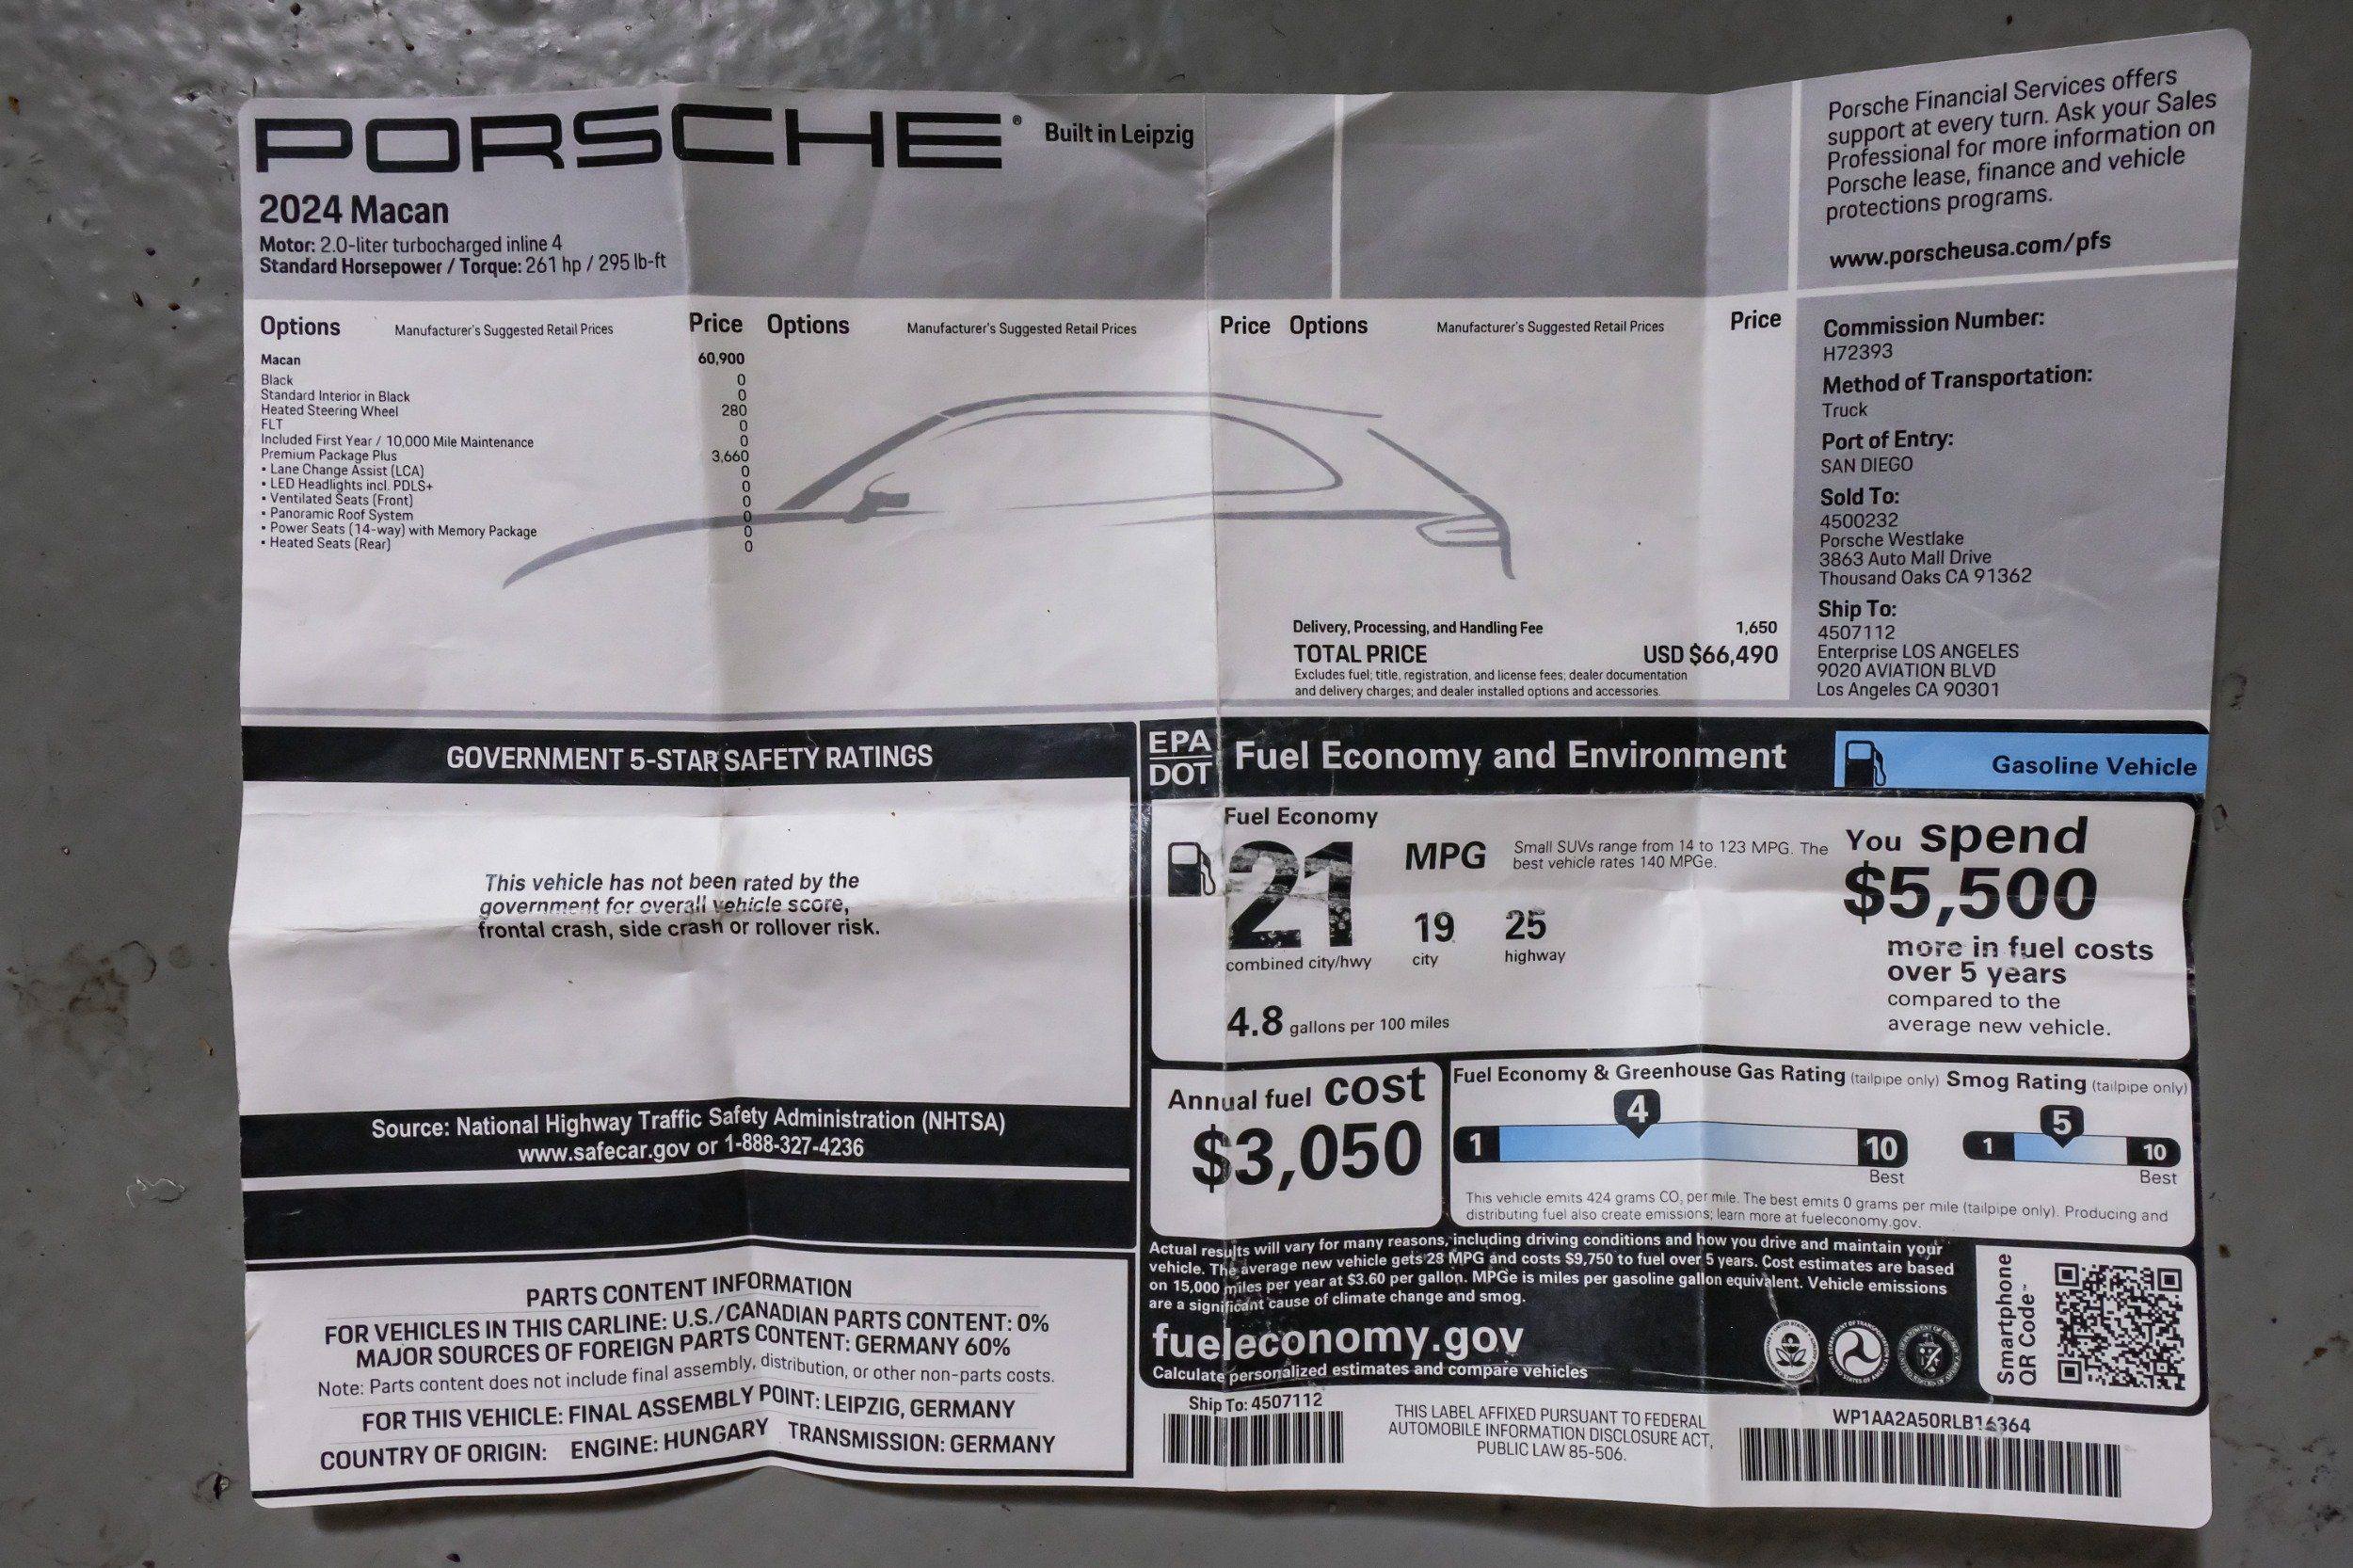 PORSCHE® Built in Leipzig
2024 Macan
Motor: 2.0-liter turbocharged inline 4
Standard Horsepower / Torque: 261 hp / 295 lb-ft
Porsche Financial Services offers
support at every turn. Ask your Sales
Professional for more information on
Porsche lease, finance and vehicle
protections programs.
www.porscheusa.com/pfs
Options Manufacturer's Suggested Retail Prices Price Options Manufacturer's Suggested Retail Prices Price Options Manufacturer's Suggested Retail Prices Price
Macan 60,900
Black 0
Standard Interior in Black 0
Heated Steering Wheel 280
FLT 0
Included First Year / 10,000 Mile Maintenance 0
Premium Package Plus 3,660
• Lane Change Assist (LCA) 0
• LED Headlights incl. PDLS+ 0
• Ventilated Seats (Front) 0
• Panoramic Roof System 0
• Power Seats (14-way) with Memory Package 0
• Heated Seats (Rear) 0
Delivery, Processing, and Handling Fee 1,650
TOTAL PRICE USD $66,490
Excludes fuel; title, registration, and license fees; dealer documentation
and delivery charges; and dealer installed options and accessories.
Commission Number:
H72393
Method of Transportation:
Truck
Port of Entry:
SAN DIEGO
Sold To:
4500232
Porsche Westlake
3863 Auto Mall Drive
Thousand Oaks CA 91362
Ship To:
4507112
Enterprise LOS ANGELES
9020 AVIATION BLVD
Los Angeles CA 90301
GOVERNMENT 5-STAR SAFETY RATINGS
This vehicle has not been rated by the
government for overall vehicle score,
frontal crash, side crash or rollover risk.
Source: National Highway Traffic Safety Administration (NHTSA)
www.safecar.gov or 1-888-327-4236
PARTS CONTENT INFORMATION
FOR VEHICLES IN THIS CARLINE: U.S./CANADIAN PARTS CONTENT: 0%
MAJOR SOURCES OF FOREIGN PARTS CONTENT: GERMANY 60%
Note: Parts content does not include final assembly, distribution, or other non-parts costs.
FOR THIS VEHICLE: FINAL ASSEMBLY POINT: LEIPZIG, GERMANY
COUNTRY OF ORIGIN: ENGINE: HUNGARY TRANSMISSION: GERMANY
EPA
DOT
Fuel Economy and Environment
Gasoline Vehicle
Fuel Economy
21 MPG
Small SUVs range from 14 to 123 MPG. The
best vehicle rates 140 MPGe.
19 25
combined city/hwy city highway
4.8 gallons per 100 miles
You spend
$5,500
more in fuel costs
over 5 years
compared to the
average new vehicle.
Annual fuel cost
$3,050
Fuel Economy & Greenhouse Gas Rating (tailpipe only)
4
1 10
Best
Smog Rating (tailpipe only)
5
1 10
Best
This vehicle emits 424 grams CO₂ per mile. The best emits 0 grams per mile (tailpipe only). Producing and
distributing fuel also create emissions; learn more at fueleconomy.gov.
Actual results will vary for many reasons, including driving conditions and how you drive and maintain your
vehicle. The average new vehicle gets 28 MPG and costs $9,750 to fuel over 5 years. Cost estimates are based
on 15,000 miles per year at $3.60 per gallon. MPGe is miles per gasoline gallon equivalent. Vehicle emissions
are a significant cause of climate change and smog.
fueleconomy.gov
Calculate personalized estimates and compare vehicles
Smartphone
QR Code™
Ship To: 4507112
THIS LABEL AFFIXED PURSUANT TO FEDERAL
AUTOMOBILE INFORMATION DISCLOSURE ACT,
PUBLIC LAW 85-506.
WP1AA2A50RLB16364